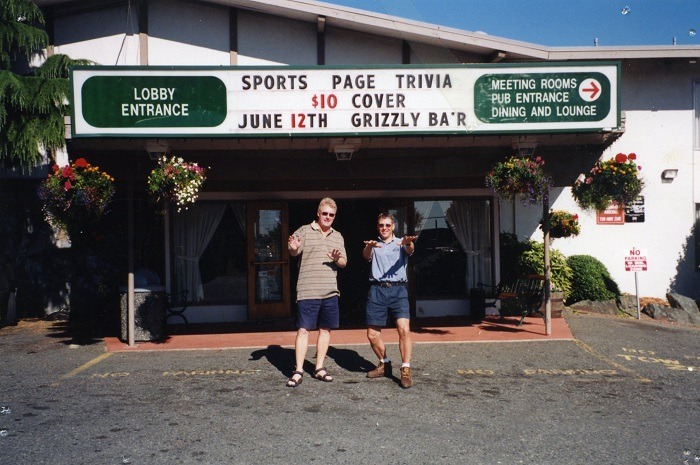 LOBBY
ENTRANCE
SPORTS PAGE TRIVIA
$10 COVER
JUNE 12TH GRIZZLY BA'R
MEETING ROOMS
PUB ENTRANCE
DINING AND LOUNGE
NO
PARKING